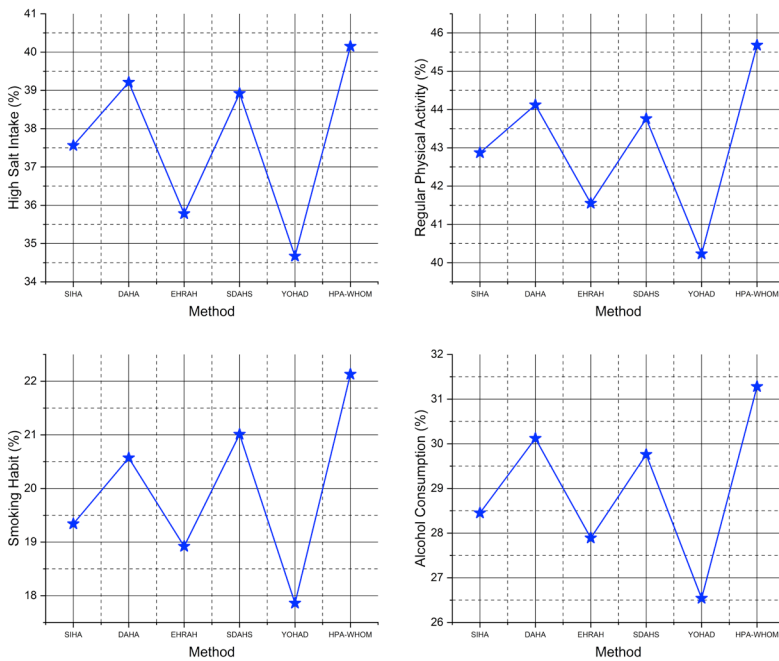 High Salt Intake (%)
41
40
39
38
37
36
35
34
SIHA DAHA EHRAH SDAHS YOHAD HPA-WHOM
Method
Regular Physical Activity (%)
46
45
44
43
42
41
40
SIHA DAHA EHRAH SDAHS YOHAD HPA-WHOM
Method
Smoking Habit (%)
22
21
20
19
18
SIHA DAHA EHRAH SDAHS YOHAD HPA-WHOM
Method
Alcohol Consumption (%)
32
31
30
29
28
27
26
SIHA DAHA EHRAH SDAHS YOHAD HPA-WHOM
Method